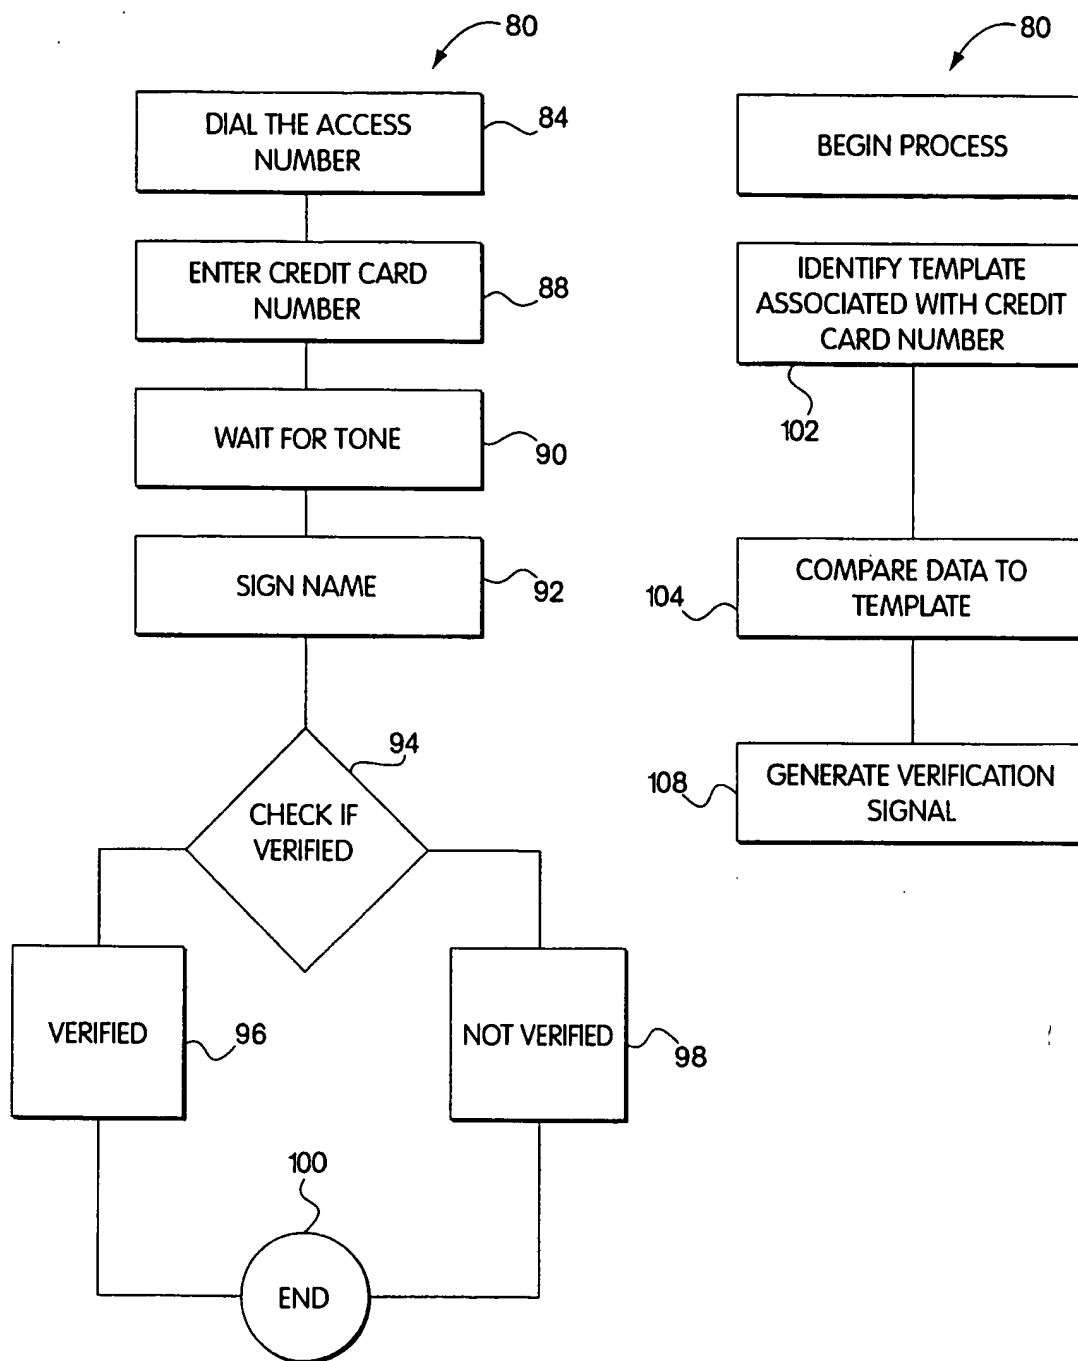 80
DIAL THE ACCESS
NUMBER
84
ENTER CREDIT CARD
NUMBER
88
WAIT FOR TONE
90
SIGN NAME
92
94
CHECK IF
VERIFIED
VERIFIED
96
NOT VERIFIED
98
100
END
80
BEGIN PROCESS
IDENTIFY TEMPLATE
ASSOCIATED WITH CREDIT
CARD NUMBER
102
104
COMPARE DATA TO
TEMPLATE
108
GENERATE VERIFICATION
SIGNAL